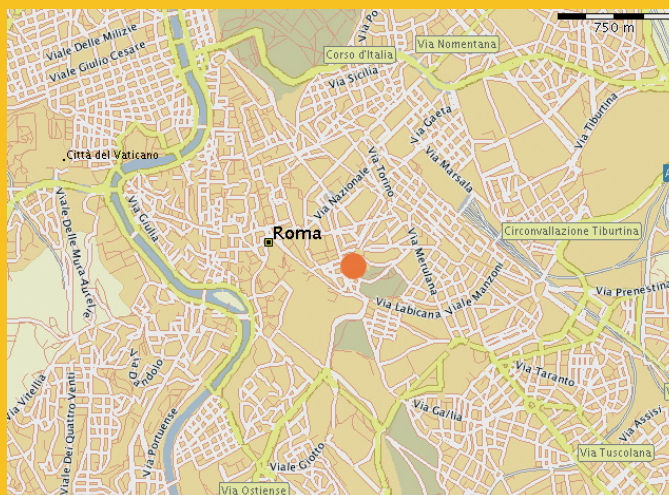 Via Po
750 m
Viale Delle Milizie
Viale Giulio Cesare
Corso d'Italia
Via Nomentana
Via Sicilia
Via Gaeta
Via Tiburtina
Città del Vaticano
Via Torino
Via Marsala
Via Nazionale
Via Giulia
Viale Delle Mura Aurelie
Roma
Via Merulana
Circonvallazione Tiburtina
Viale Manzoni
Via Prenestina
Via Labicana
Via Dandolo
Via Taranto
Via Vitellia
Viale Dei Quattro Venti
Via Portuense
Via Gallia
Via Assisi
Viale Giotto
Via Tuscolana
Via Ostiense